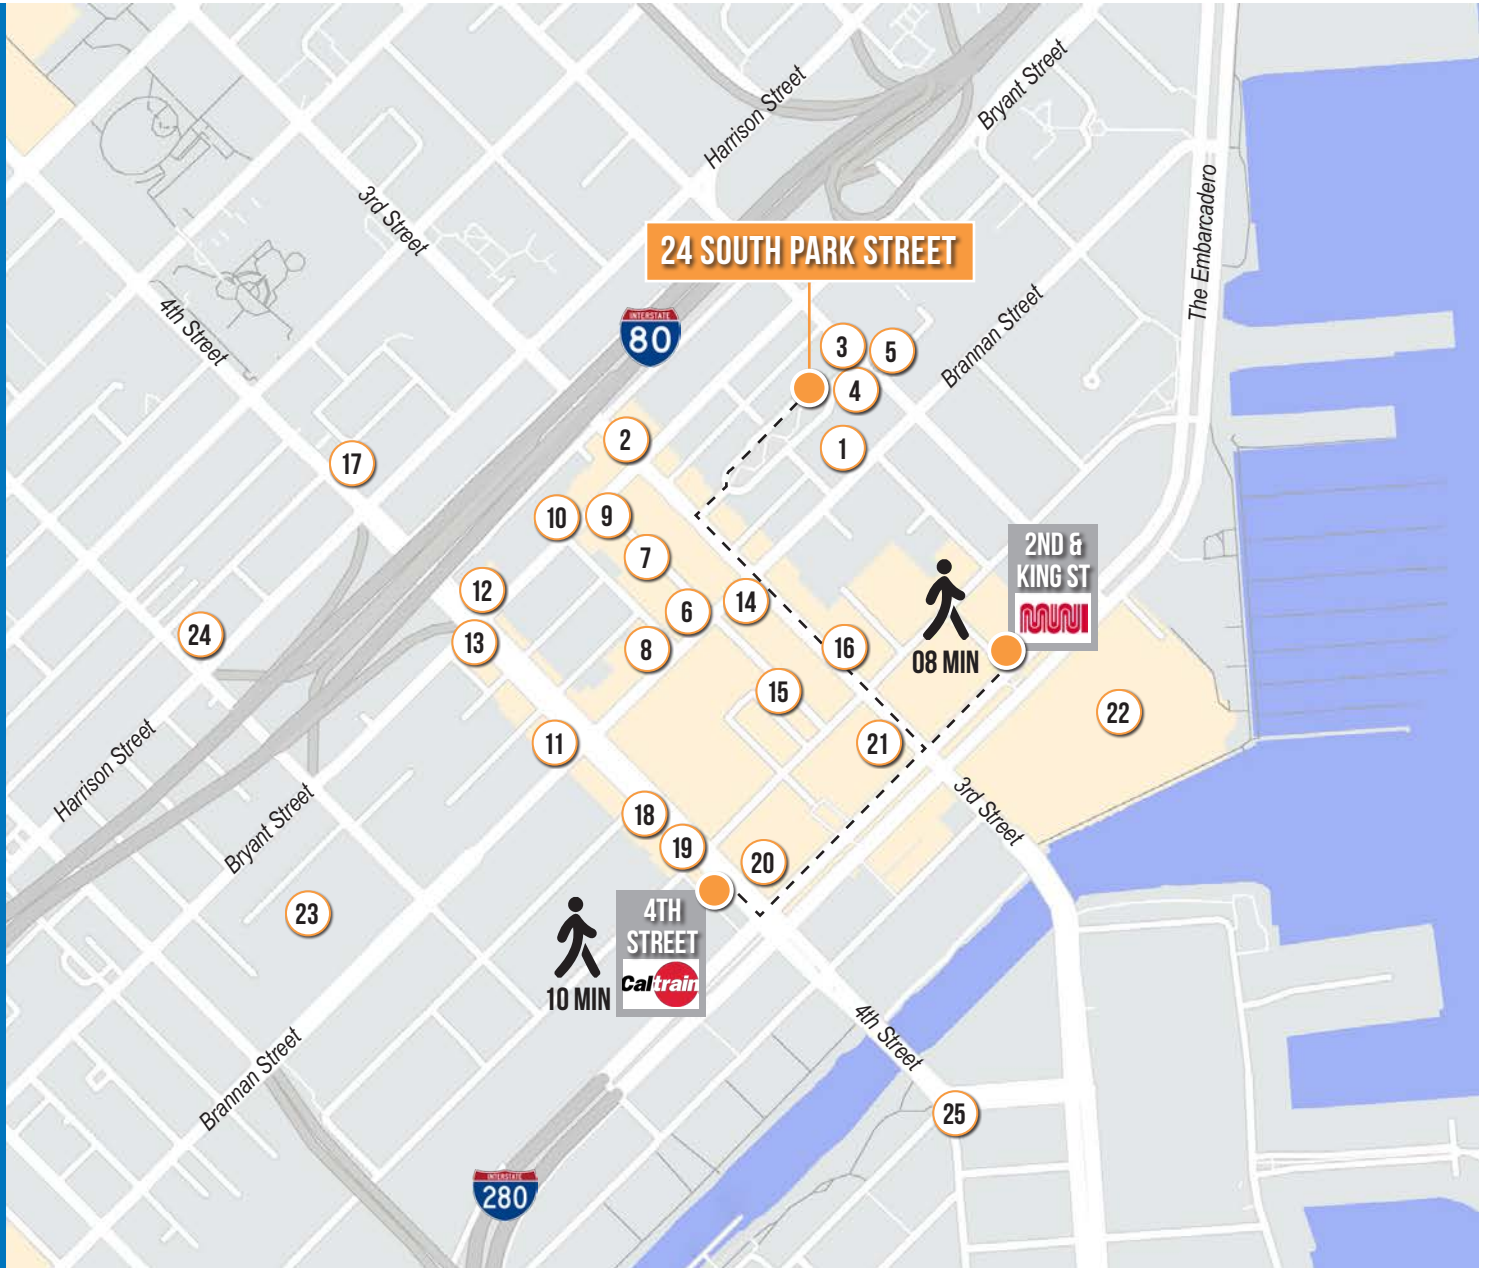 Harrison Street
Bryant Street
3rd Street
The Embarcadero
24 SOUTH PARK STREET
4th Street
INTERSTATE
80
Brannan Street
3
5
4
2
1
17
10
9
7
2ND &
KING ST
MUNI
12
14
6
24
13
8
16
08 MIN
15
22
11
21
Harrison Street
3rd Street
Bryant Street
18
19
20
23
4TH
STREET
Caltrain
10 MIN
4th Street
Brannan Street
25
INTERSTATE
280